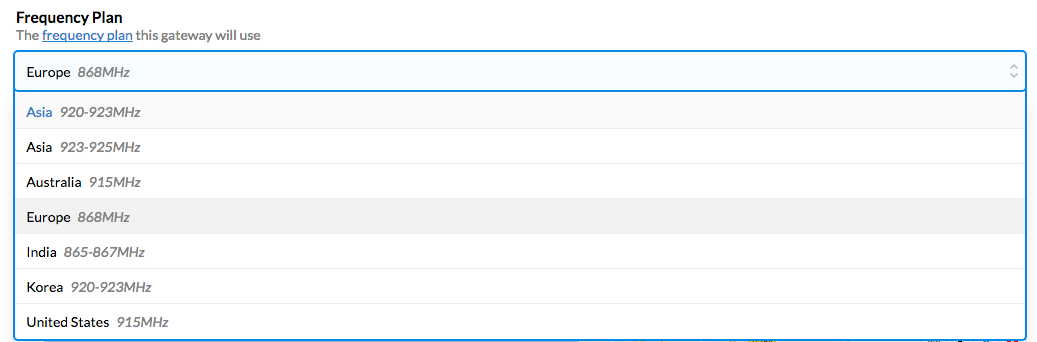 Frequency Plan
The frequency plan this gateway will use
Europe 868MHz
Asia 920-923MHz
Asia 923-925MHz
Australia 915MHz
Europe 868MHz
India 865-867MHz
Korea 920-923MHz
United States 915MHz